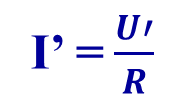 I’ = U′/R